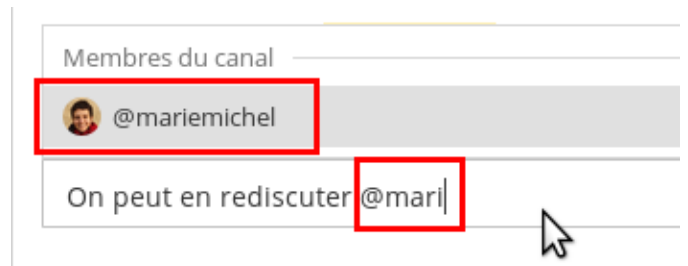 Membres du canal
@mariemichel
On peut en rediscuter @mari